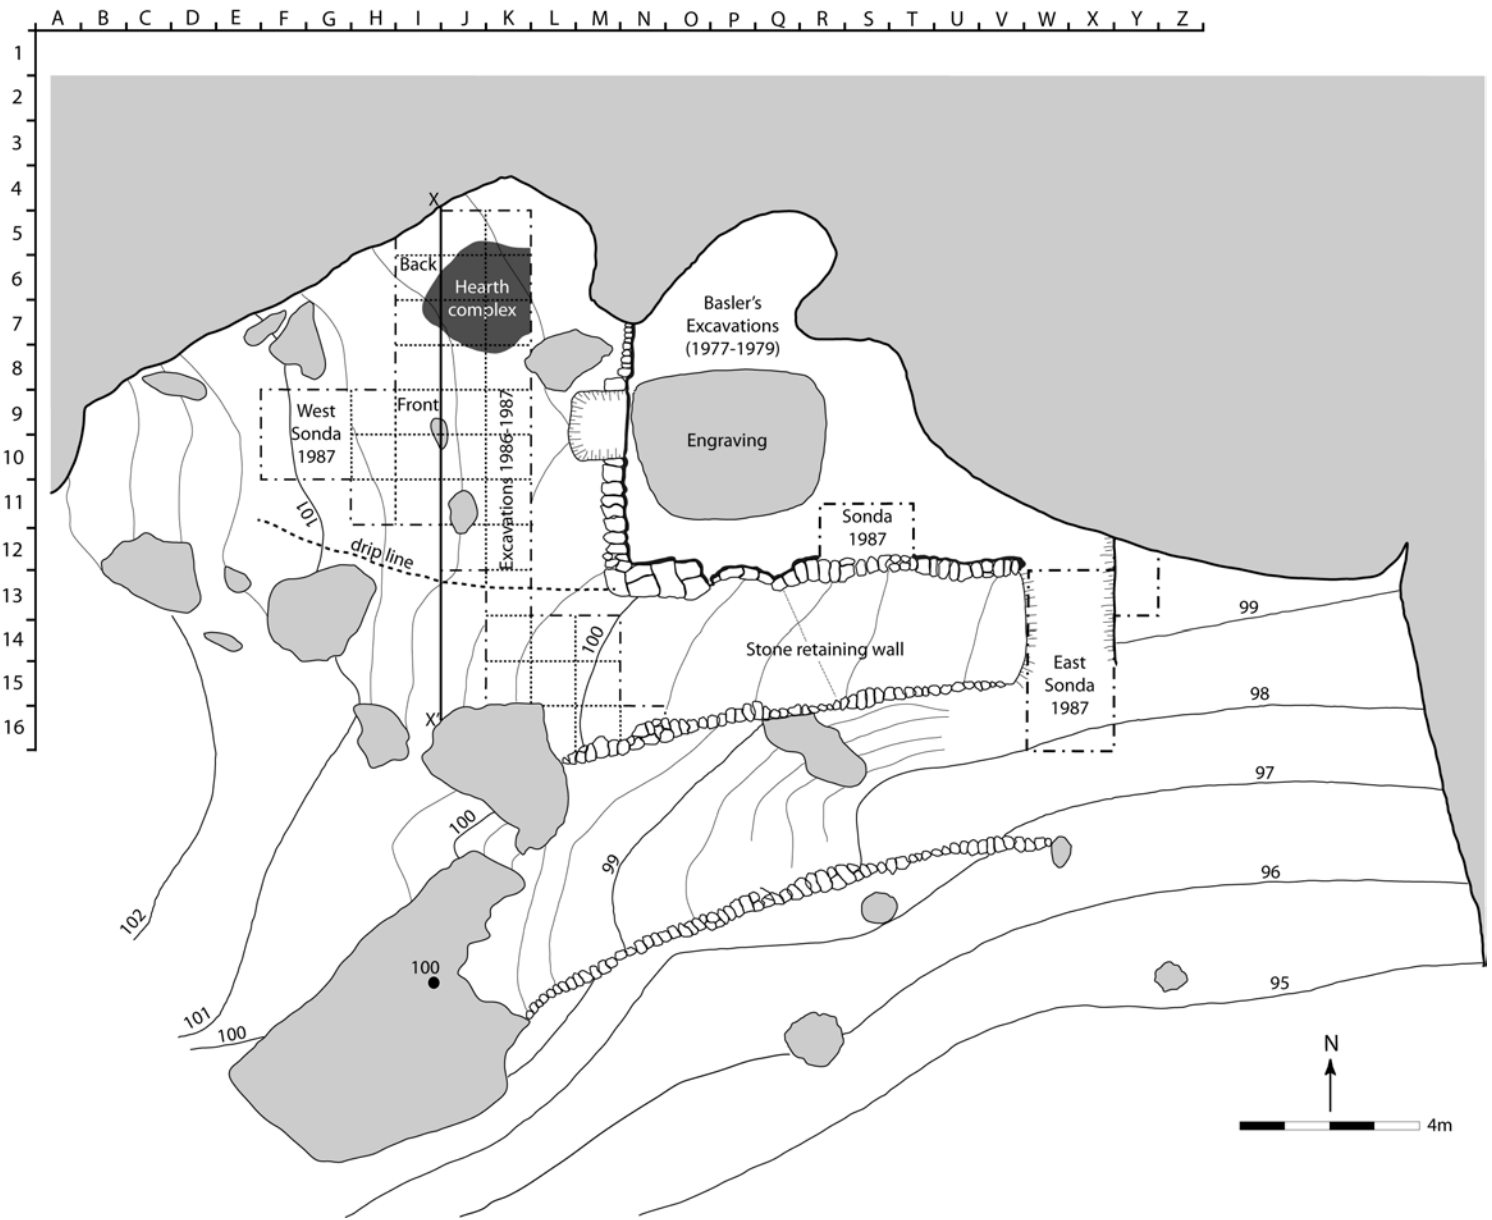 A B C D E F G H I J K L M N O P Q R S T U V W X Y Z
1
2
3
4
X
5
Back
6
Hearth
complex
Basler's
Excavations
(1977-1979)
7
8
9
Front
West
Sonda
1987
Excavations 1986-1987
Engraving
10
11
101
Sonda
1987
12
drip line
13
99
14
100
Stone retaining wall
15
East
Sonda
1987
98
16
X'
97
100
99
96
102
100
95
101
100
N
4m